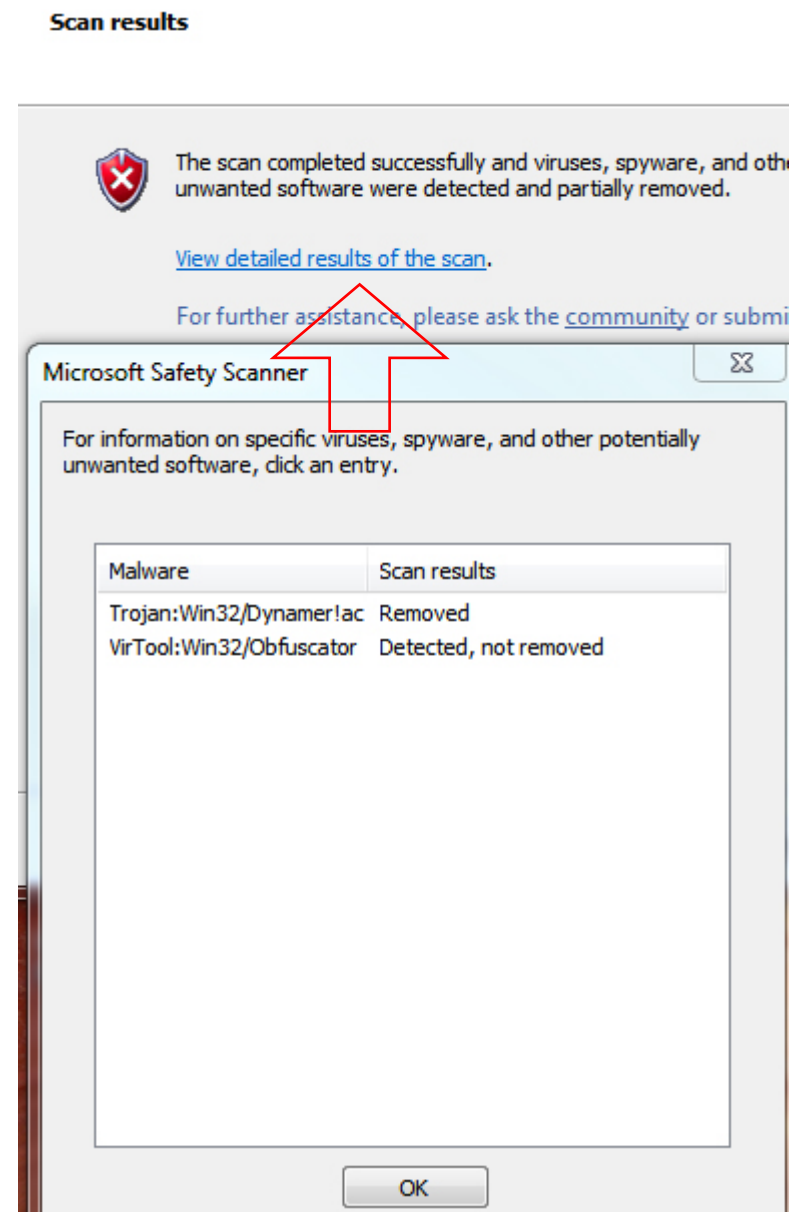 Scan results
The scan completed successfully and viruses, spyware, and othe
unwanted software were detected and partially removed.
View detailed results of the scan.
For further assistance, please ask the community or submi
Microsoft Safety Scanner
For information on specific viruses, spyware, and other potentially
unwanted software, click an entry.
Malware Scan results
Trojan:Win32/Dynamer!ac Removed
VirTool:Win32/Obfuscator Detected, not removed
OK